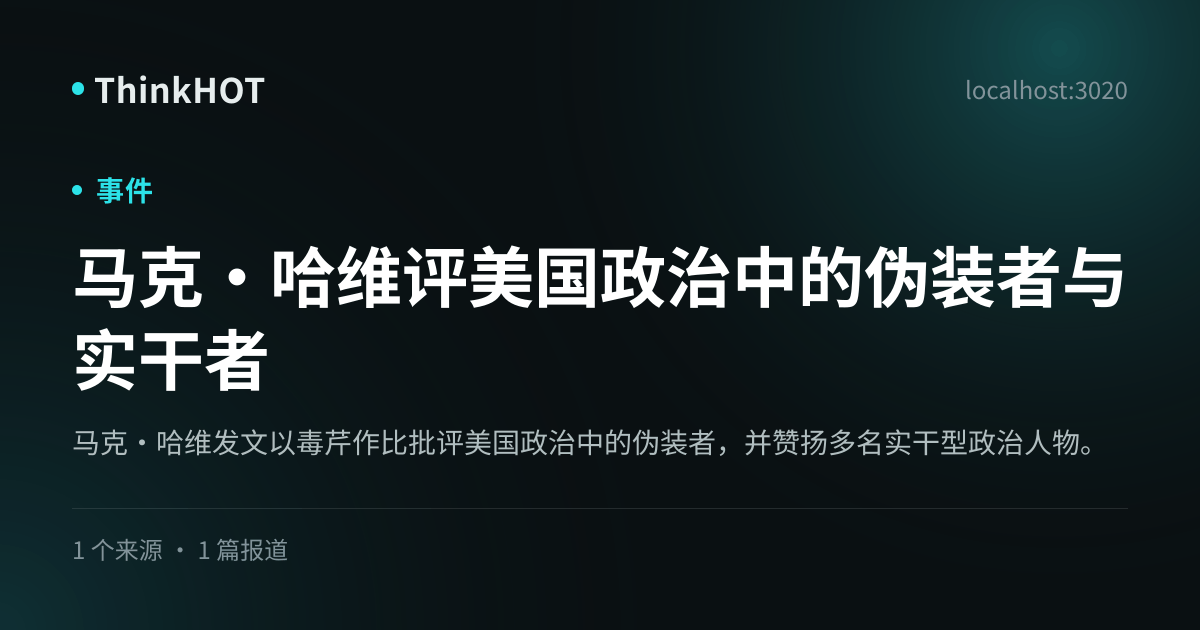 ThinkHOT
localhost:3020
事件
马克・哈维评美国政治中的伪装者与
实干者
马克・哈维发文以毒芹作比批评美国政治中的伪装者，并赞扬多名实干型政治人物。
1 个来源 · 1 篇报道